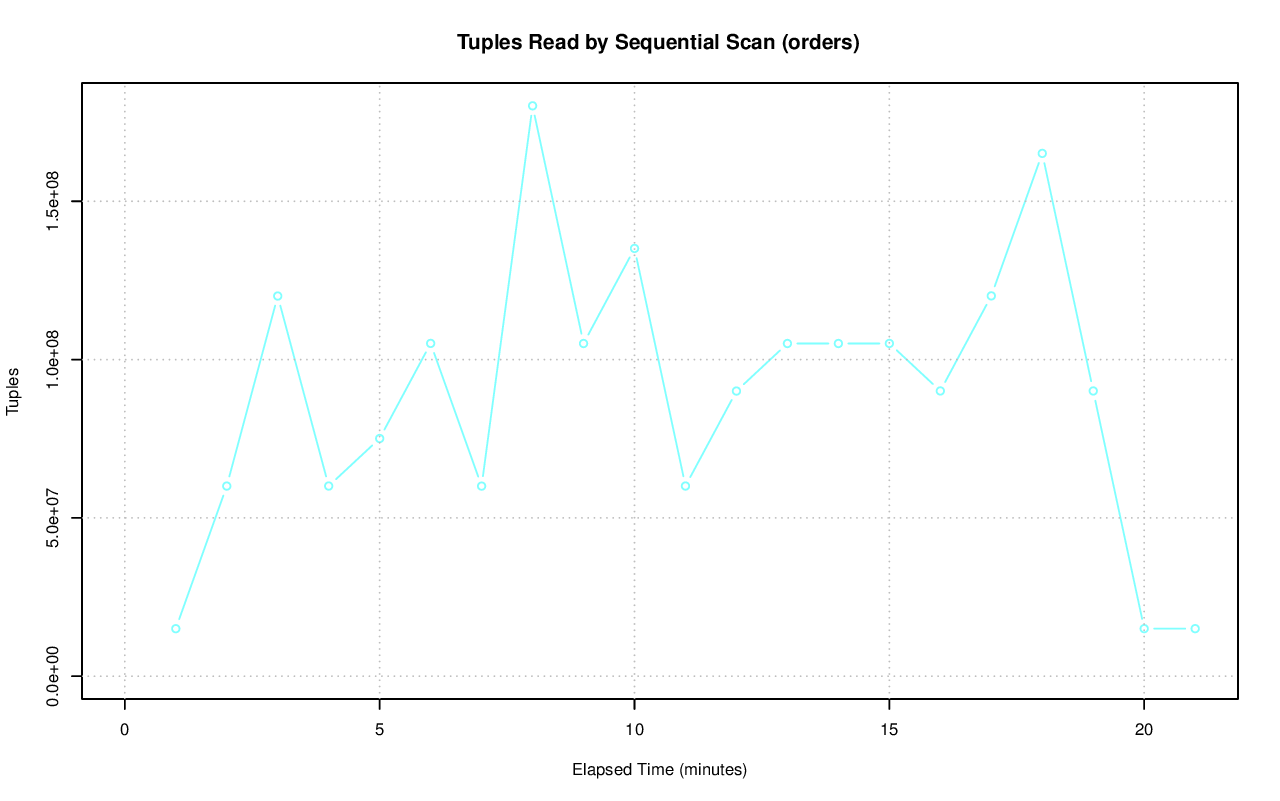 Tuples Read by Sequential Scan (orders)
Tuples
1.5e+08
1.0e+08
5.0e+07
0.0e+00
0 5 10 15 20
Elapsed Time (minutes)